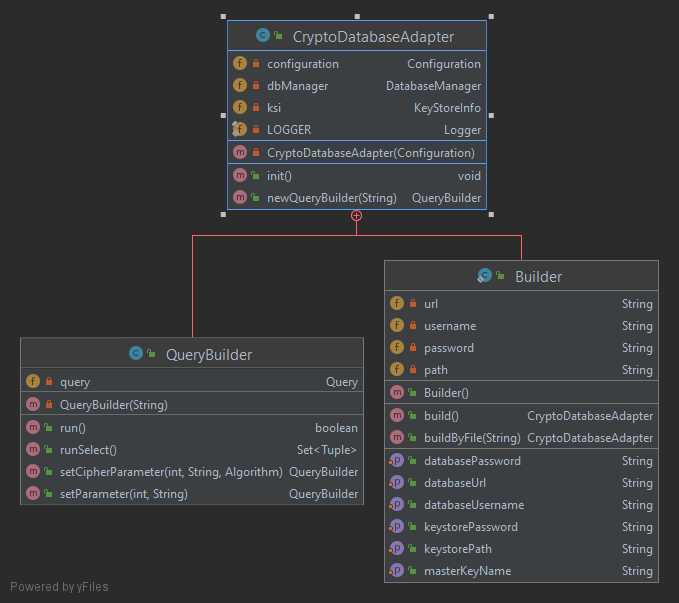 CryptoDatabaseAdapter
configuration Configuration
dbManager DatabaseManager
ksi KeyStoreInfo
LOGGER Logger
CryptoDatabaseAdapter(Configuration)
init() void
newQueryBuilder(String) QueryBuilder
Builder
url String
username String
password String
path String
Builder()
build() CryptoDatabaseAdapter
buildByFile(String) CryptoDatabaseAdapter
databasePassword String
databaseUrl String
databaseUsername String
keystorePassword String
keystorePath String
masterKeyName String
QueryBuilder
query Query
QueryBuilder(String)
run() boolean
runSelect() Set<Tuple>
setCipherParameter(int, String, Algorithm) QueryBuilder
setParameter(int, String) QueryBuilder
Powered by yFiles